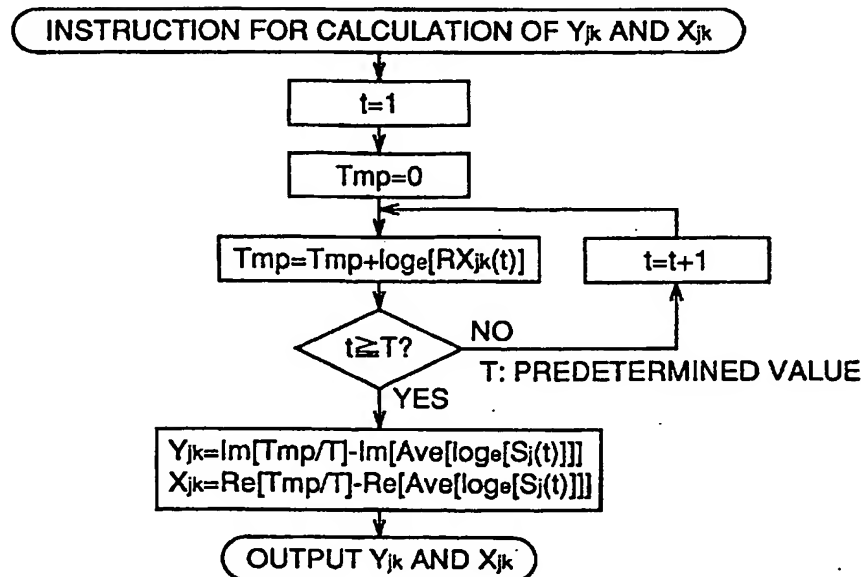 INSTRUCTION FOR CALCULATION OF Yjk AND Xjk
t=1
Tmp=0
Tmp=Tmp+loge[RXjk(t)]
t=t+1
t≧T?
NO
T: PREDETERMINED VALUE
YES
Yjk=Im[Tmp/T]-Im[Ave[loge[Sj(t)]]]
Xjk=Re[Tmp/T]-Re[Ave[loge[Sj(t)]]]
OUTPUT Yjk AND Xjk